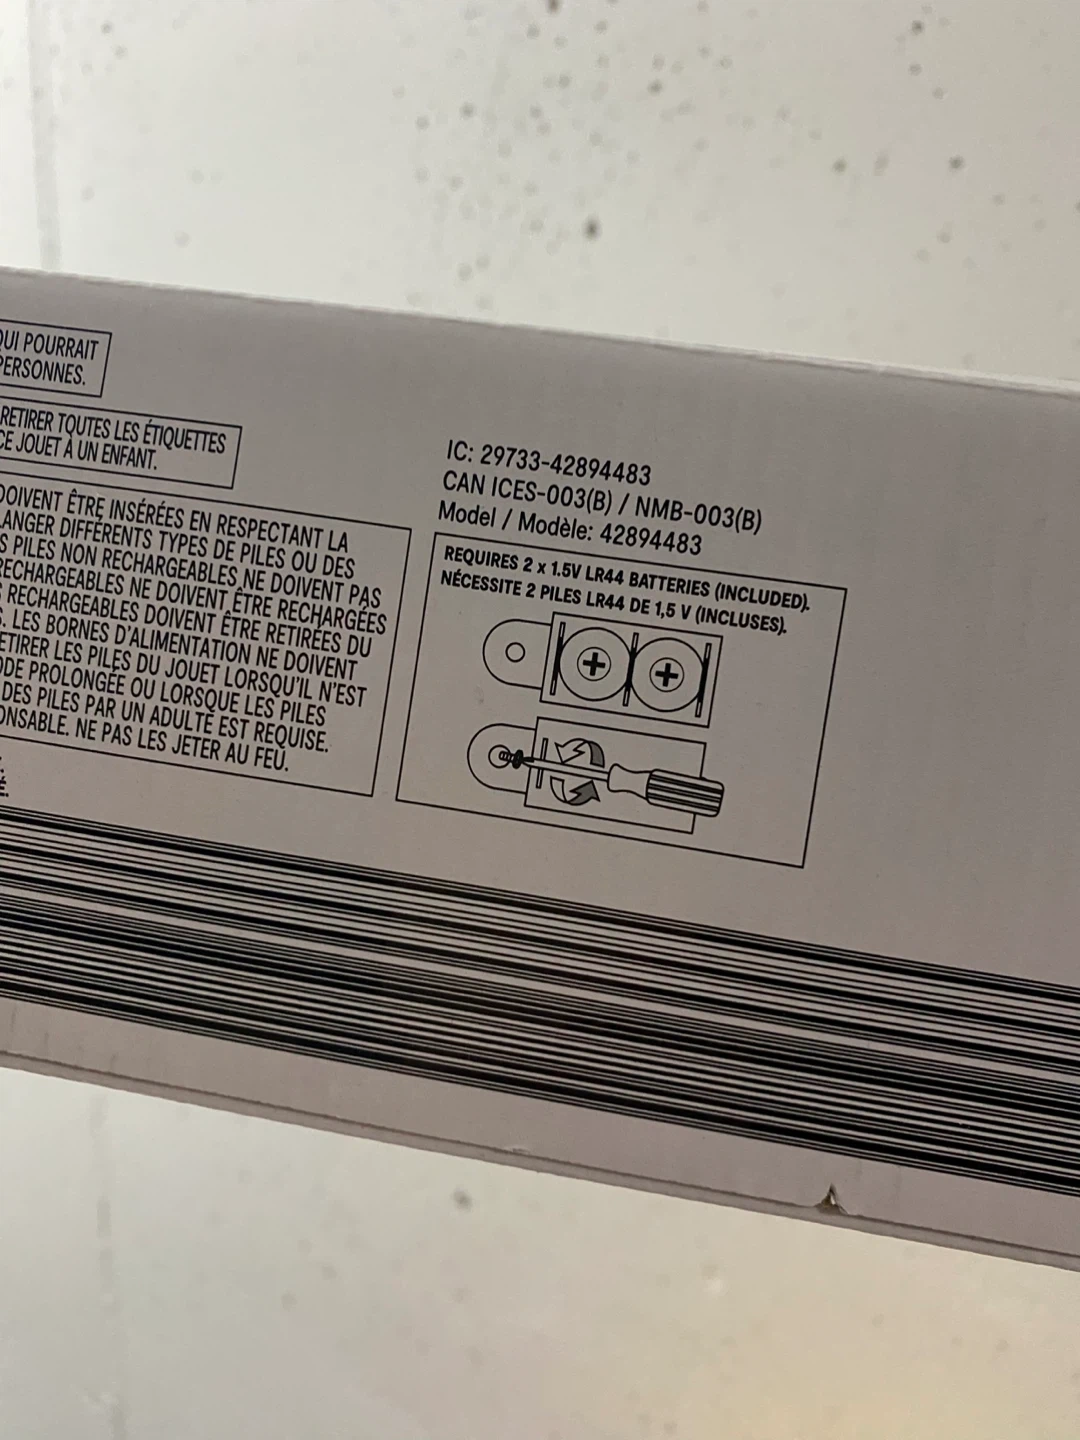 QUI POURRAIT
PERSONNES.
RETIRER TOUTES LES ÉTIQUETTES
CE JOUET À UN ENFANT.
DOIVENT ÊTRE INSÉRÉES EN RESPECTANT LA
LANGER DIFFÉRENTS TYPES DE PILES OU DES
S PILES NON RECHARGEABLES NE DOIVENT PAS
RECHARGEABLES NE DOIVENT ÊTRE RECHARGÉES
S RECHARGEABLES DOIVENT ÊTRE RETIRÉES DU
. LES BORNES D'ALIMENTATION NE DOIVENT
ETIRER LES PILES DU JOUET LORSQU'IL N'EST
ODE PROLONGÉE OU LORSQUE LES PILES
DES PILES PAR UN ADULTE EST REQUISE.
ONSABLE. NE PAS LES JETER AU FEU.
IC: 29733-42894483
CAN ICES-003(B) / NMB-003(B)
Model / Modèle: 42894483
REQUIRES 2 x 1.5V LR44 BATTERIES (INCLUDED).
NÉCESSITE 2 PILES LR44 DE 1,5 V (INCLUSES).